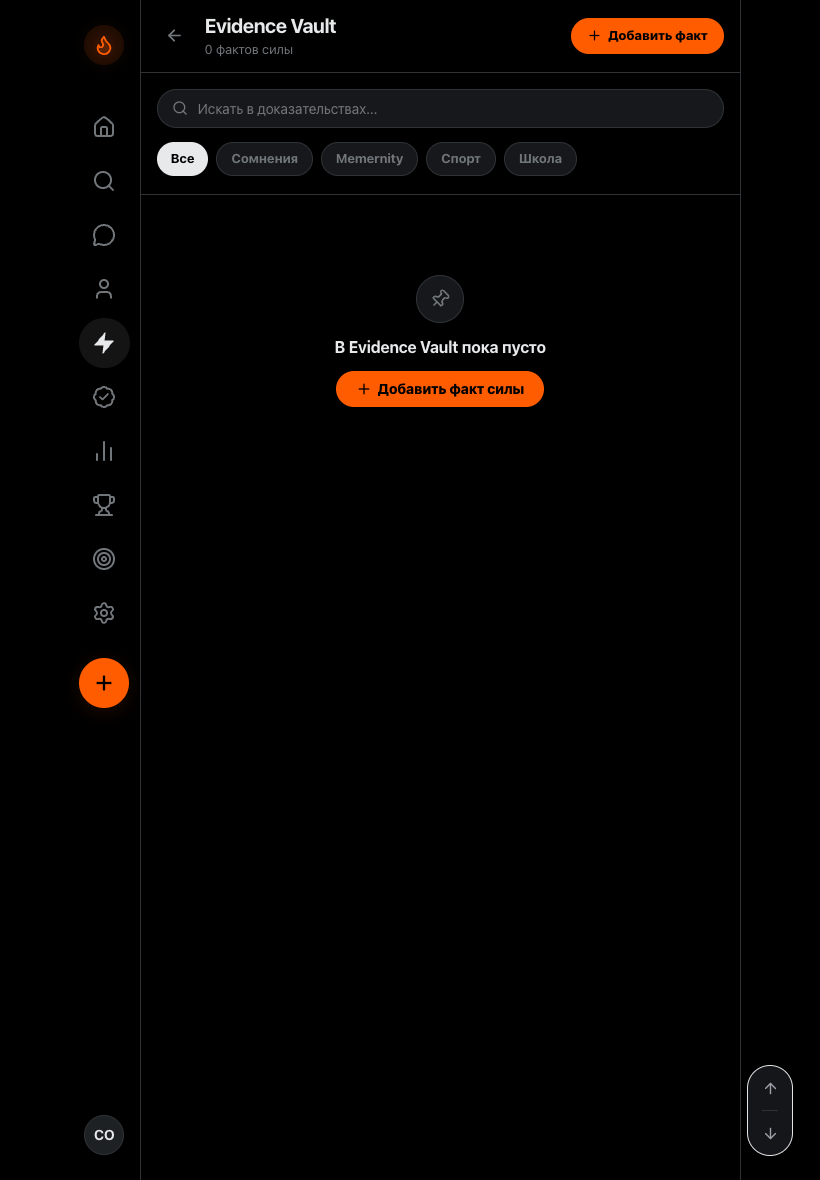 Evidence Vault
0 фактов силы
Добавить факт
Искать в доказательствах...
Все
Сомнения
Memernity
Спорт
Школа
В Evidence Vault пока пусто
Добавить факт силы
CO